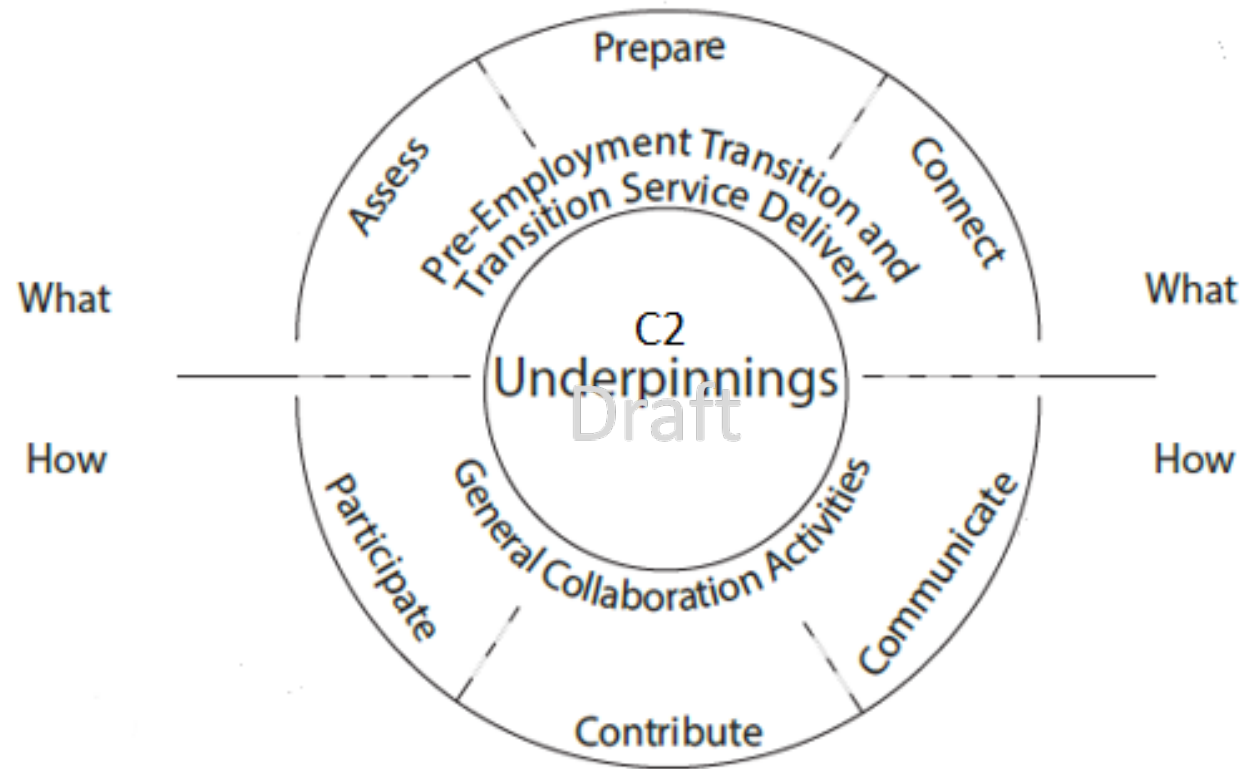 Prepare
Assess
Connect
Pre-Employment Transition and
Transition Service Delivery
What
What
C2
Underpinnings
Draft
How
How
General Collaboration Activities
Participate
Communicate
Contribute